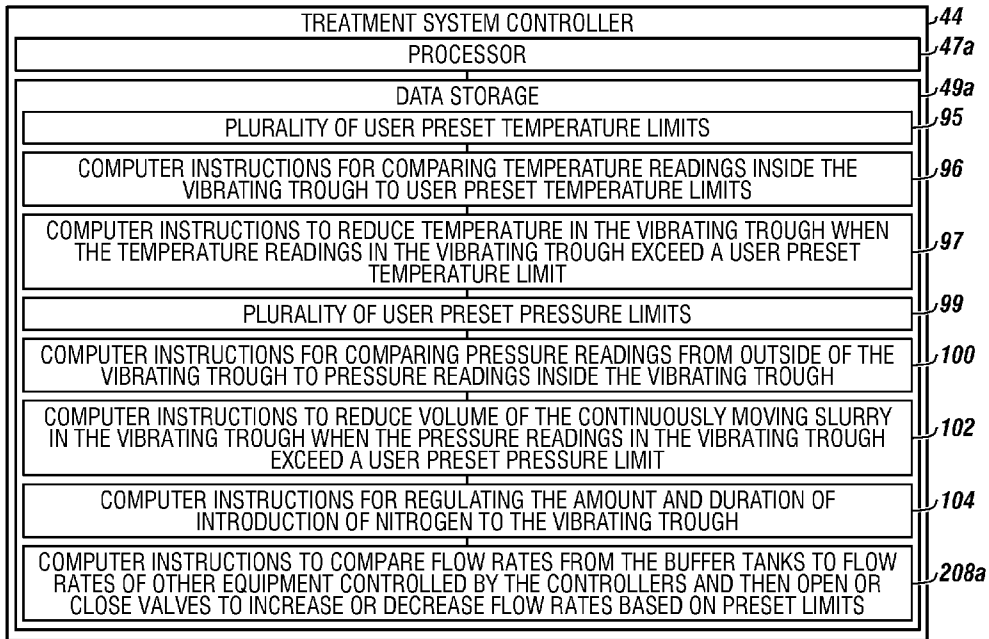 TREATMENT SYSTEM CONTROLLER 44
PROCESSOR 47a
DATA STORAGE 49a
PLURALITY OF USER PRESET TEMPERATURE LIMITS 95
COMPUTER INSTRUCTIONS FOR COMPARING TEMPERATURE READINGS INSIDE THE
VIBRATING TROUGH TO USER PRESET TEMPERATURE LIMITS 96
COMPUTER INSTRUCTIONS TO REDUCE TEMPERATURE IN THE VIBRATING TROUGH WHEN
THE TEMPERATURE READINGS IN THE VIBRATING TROUGH EXCEED A USER PRESET 97
TEMPERATURE LIMIT
PLURALITY OF USER PRESET PRESSURE LIMITS 99
COMPUTER INSTRUCTIONS FOR COMPARING PRESSURE READINGS FROM OUTSIDE OF THE 100
VIBRATING TROUGH TO PRESSURE READINGS INSIDE THE VIBRATING TROUGH
COMPUTER INSTRUCTIONS TO REDUCE VOLUME OF THE CONTINUOUSLY MOVING SLURRY
IN THE VIBRATING TROUGH WHEN THE PRESSURE READINGS IN THE VIBRATING TROUGH 102
EXCEED A USER PRESET PRESSURE LIMIT
COMPUTER INSTRUCTIONS FOR REGULATING THE AMOUNT AND DURATION OF 104
INTRODUCTION OF NITROGEN TO THE VIBRATING TROUGH
COMPUTER INSTRUCTIONS TO COMPARE FLOW RATES FROM THE BUFFER TANKS TO FLOW
RATES OF OTHER EQUIPMENT CONTROLLED BY THE CONTROLLERS AND THEN OPEN OR 208a
CLOSE VALVES TO INCREASE OR DECREASE FLOW RATES BASED ON PRESET LIMITS